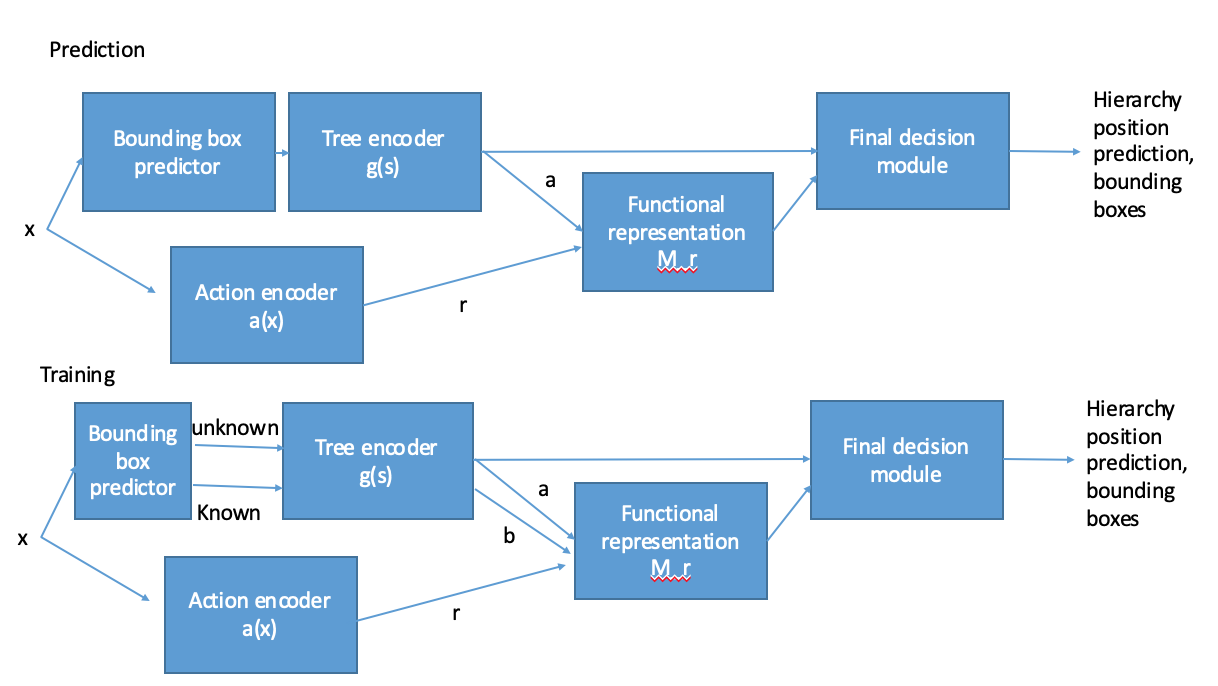 Prediction
Bounding box
predictor
Tree encoder
g(s)
Final decision
module
Hierarchy
position
prediction,
bounding
boxes
a
Functional
representation
M_r
x
Action encoder
a(x)
r
Training
Bounding
box
predictor
unknown
Known
Tree encoder
g(s)
Final decision
module
Hierarchy
position
prediction,
bounding
boxes
a
b
Functional
representation
M_r
x
Action encoder
a(x)
r